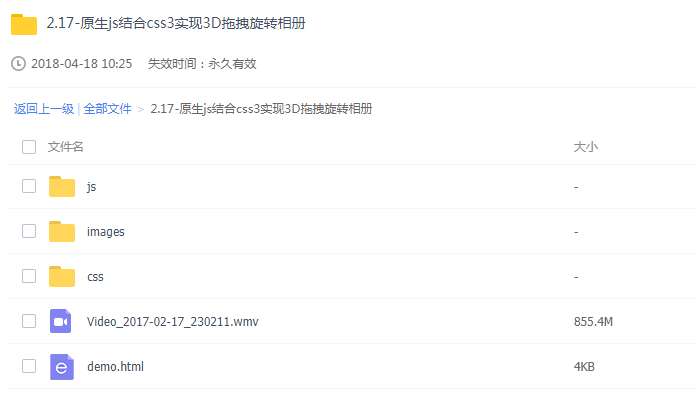 2.17-原生js结合css3实现3D拖拽旋转相册
2018-04-18 10:25 失效时间：永久有效
返回上一级 | 全部文件 > 2.17-原生js结合css3实现3D拖拽旋转相册
文件名 大小
js -
images -
css -
Video_2017-02-17_230211.wmv 855.4M
demo.html 4KB